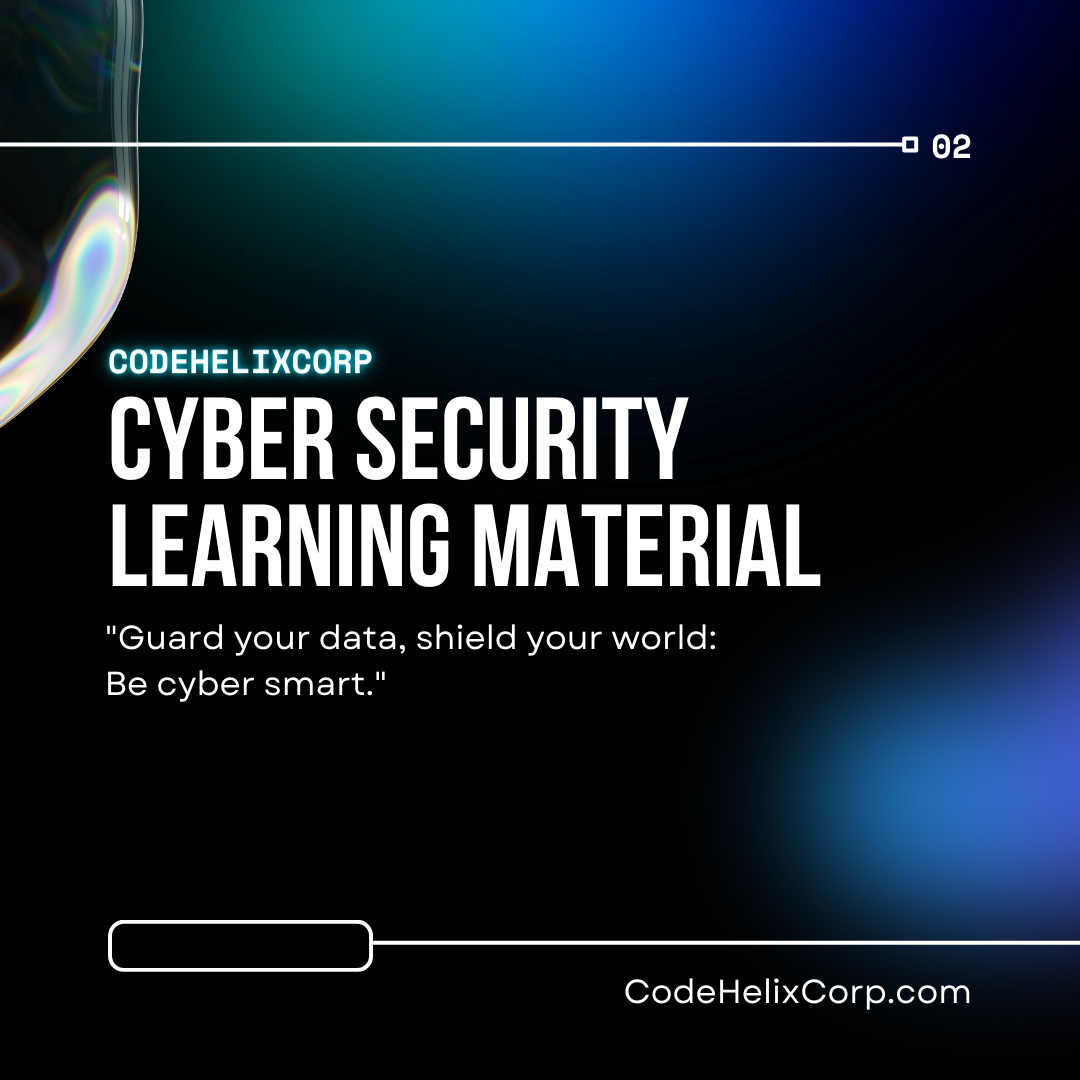 02
CODEHELIXCORP
CYBER SECURITY
LEARNING MATERIAL
"Guard your data, shield your world:
Be cyber smart."
CodeHelixCorp.com